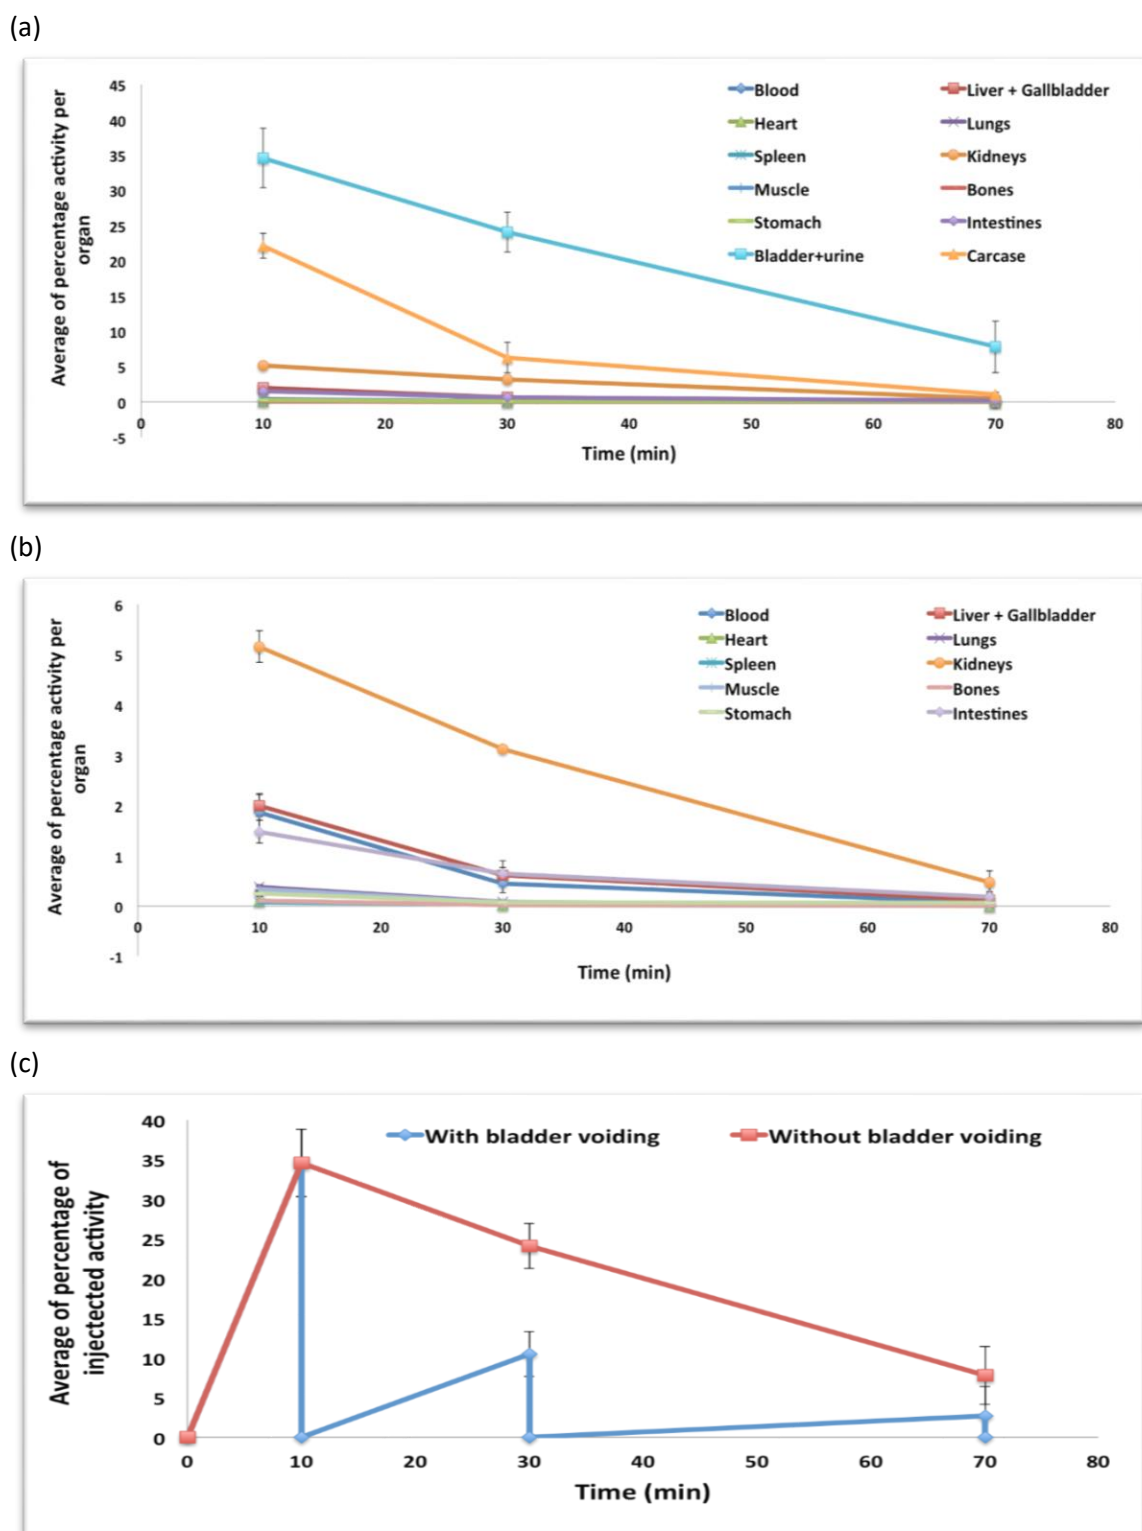 (a)
45
40
35
30
25
20
15
10
5
0
-5
Average of percentage activity per
organ
Blood
Liver + Gallbladder
Heart
Lungs
Spleen
Kidneys
Muscle
Bones
Stomach
Intestines
Bladder+urine
Carcase
0 10 20 30 40 50 60 70 80
Time (min)
(b)
6
5
4
3
2
1
0
-1
Average of percentage activity per
organ
Blood
Liver + Gallbladder
Heart
Lungs
Spleen
Kidneys
Muscle
Bones
Stomach
Intestines
0 10 20 30 40 50 60 70 80
Time (min)
(c)
40
35
30
25
20
15
10
5
0
Average of percentage of
injectected activity
With bladder voiding
Without bladder voiding
0 10 20 30 40 50 60 70 80
Time (min)